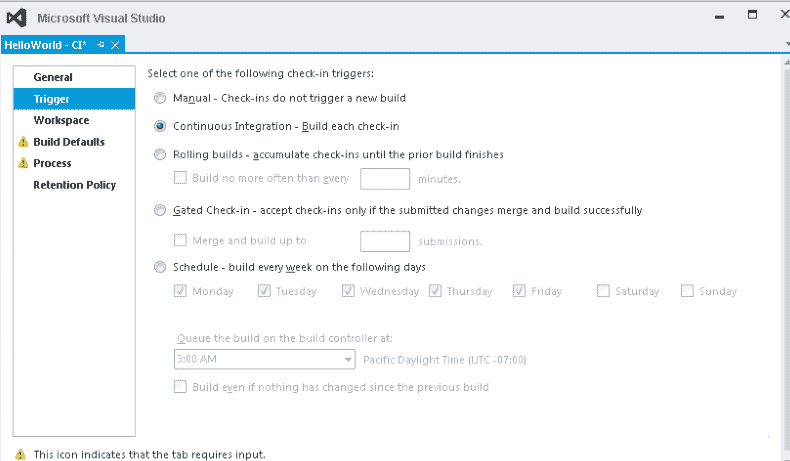 Microsoft Visual Studio
HelloWorld - CI*
General
Trigger
Workspace
Build Defaults
Process
Retention Policy
Select one of the following check-in triggers:
Manual - Check-ins do not trigger a new build
Continuous Integration - Build each check-in
Rolling builds - accumulate check-ins until the prior build finishes
Build no more often than every minutes.
Gated Check-in - accept check-ins only if the submitted changes merge and build successfully
Merge and build up to submissions.
Schedule - build every week on the following days
Monday Tuesday Wednesday Thursday Friday Saturday Sunday
Queue the build on the build controller at:
3:00 AM Pacific Daylight Time (UTC -07:00)
Build even if nothing has changed since the previous build
This icon indicates that the tab requires input.